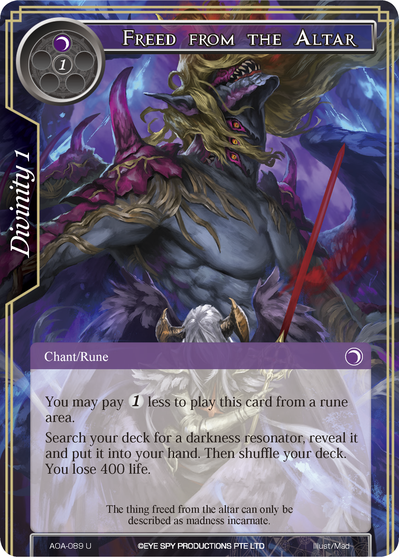 Freed from the Altar
1
Divinity 1
Chant/Rune
You may pay 1 less to play this card from a rune
area.
Search your deck for a darkness resonator, reveal it
and put it into your hand. Then shuffle your deck.
You lose 400 life.
The thing freed from the altar can only be
described as madness incarnate.
AOA-089 U
©EYE SPY PRODUCTIONS PTE LTD
Illust/Mad